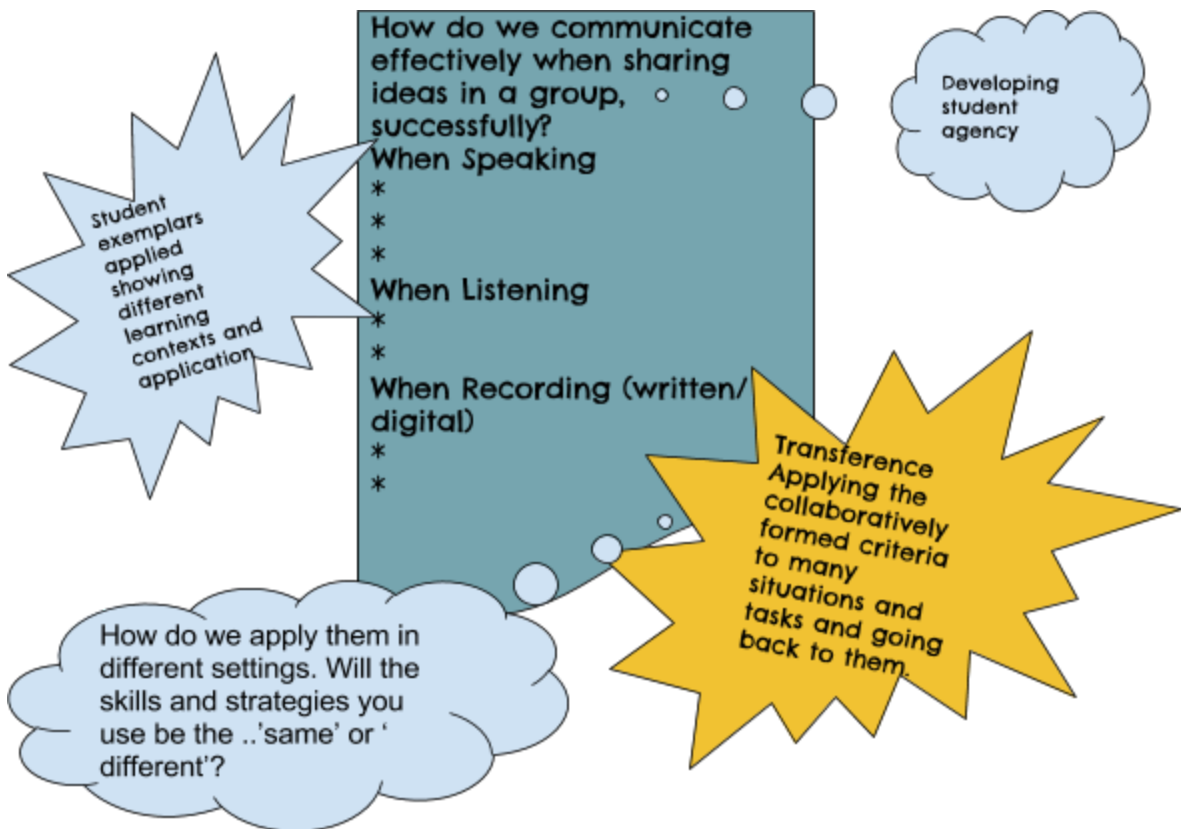 How do we communicate
effectively when sharing
ideas in a group,
successfully?
When Speaking
*
*
*
When Listening
*
*
When Recording (written/
digital)
*
*
Developing
student
agency
Student
exemplars
applied
showing
different
learning
contexts and
application
Transference
Applying the
collaboratively
formed criteria
to many
situations and
tasks and going
back to them.
How do we apply them in
different settings. Will the
skills and strategies you
use be the ..’same’ or ‘
different’?